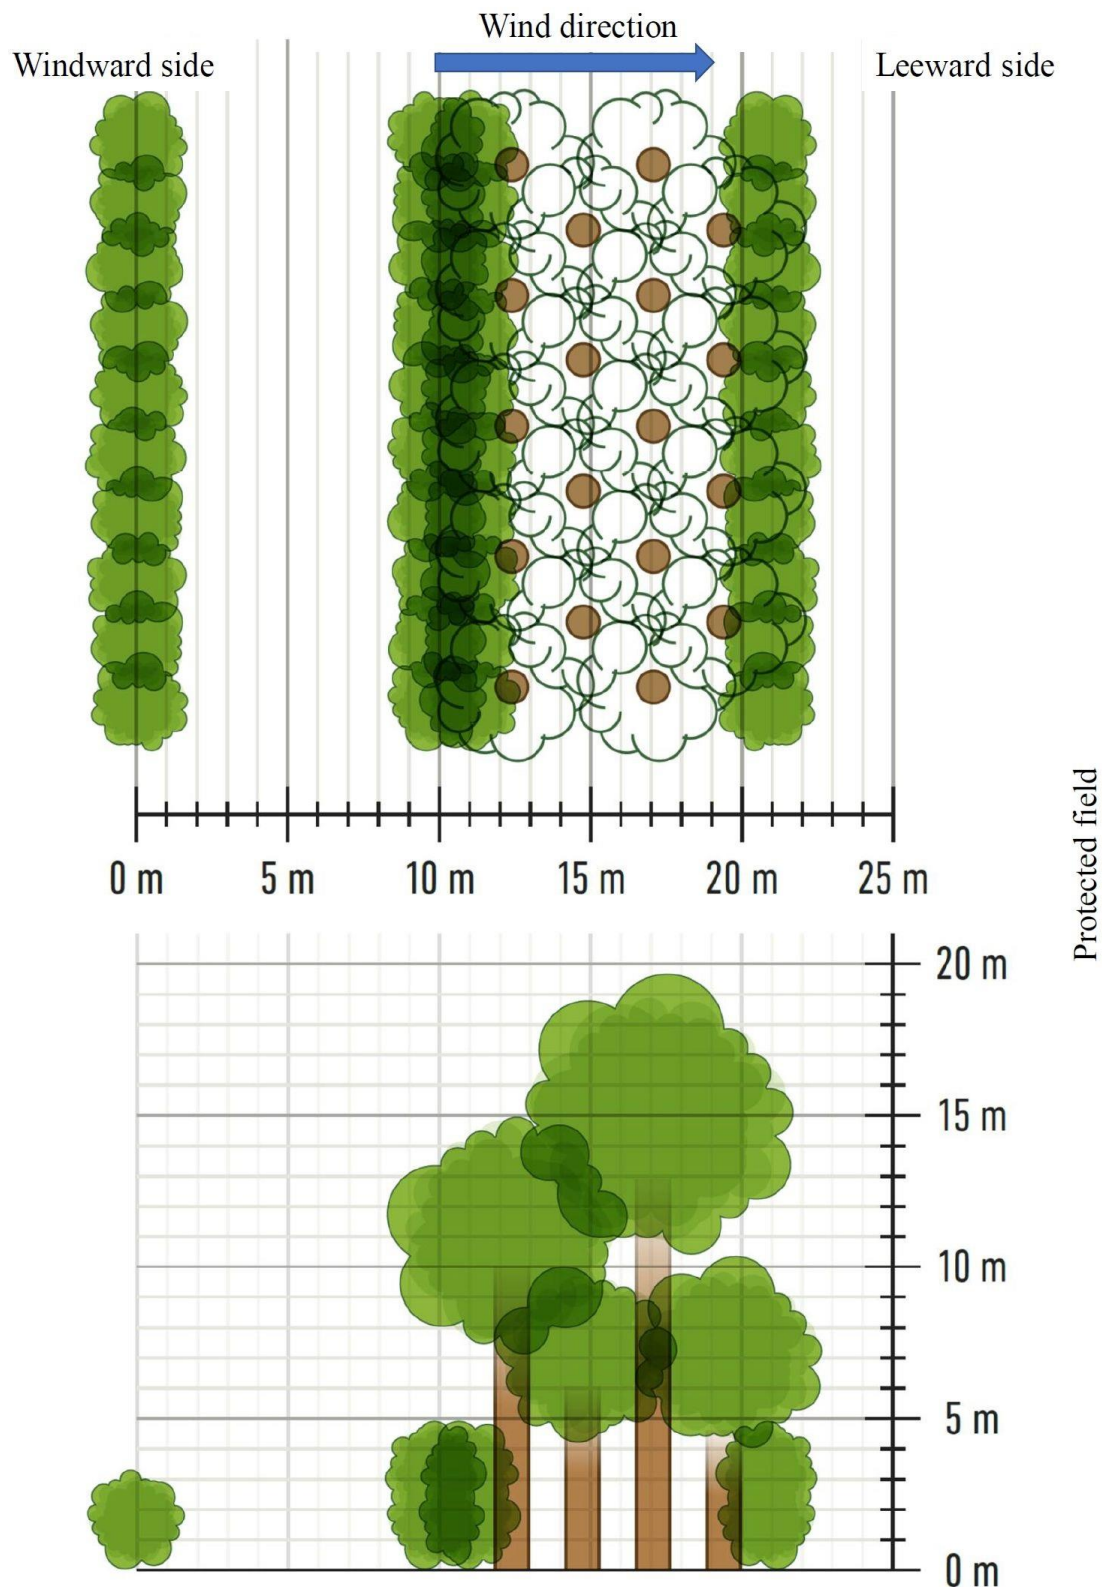 Wind direction
Windward side
Leeward side
0 m
5 m
10 m
15 m
20 m
25 m
Protected field
20 m
15 m
10 m
5 m
0 m